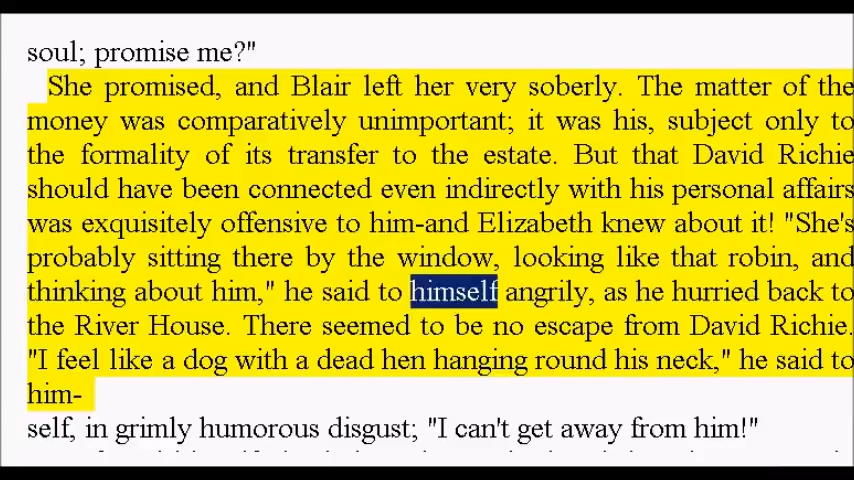 soul; promise me?"
She promised, and Blair left her very soberly. The matter of the
money was comparatively unimportant; it was his, subject only to
the formality of its transfer to the estate. But that David Richie
should have been connected even indirectly with his personal affairs
was exquisitely offensive to him-and Elizabeth knew about it! "She's
probably sitting there by the window, looking like that robin, and
thinking about him," he said to himself angrily, as he hurried back to
the River House. There seemed to be no escape from David Richie.
"I feel like a dog with a dead hen hanging round his neck," he said to
him-
self, in grimly humorous disgust; "I can't get away from him!"